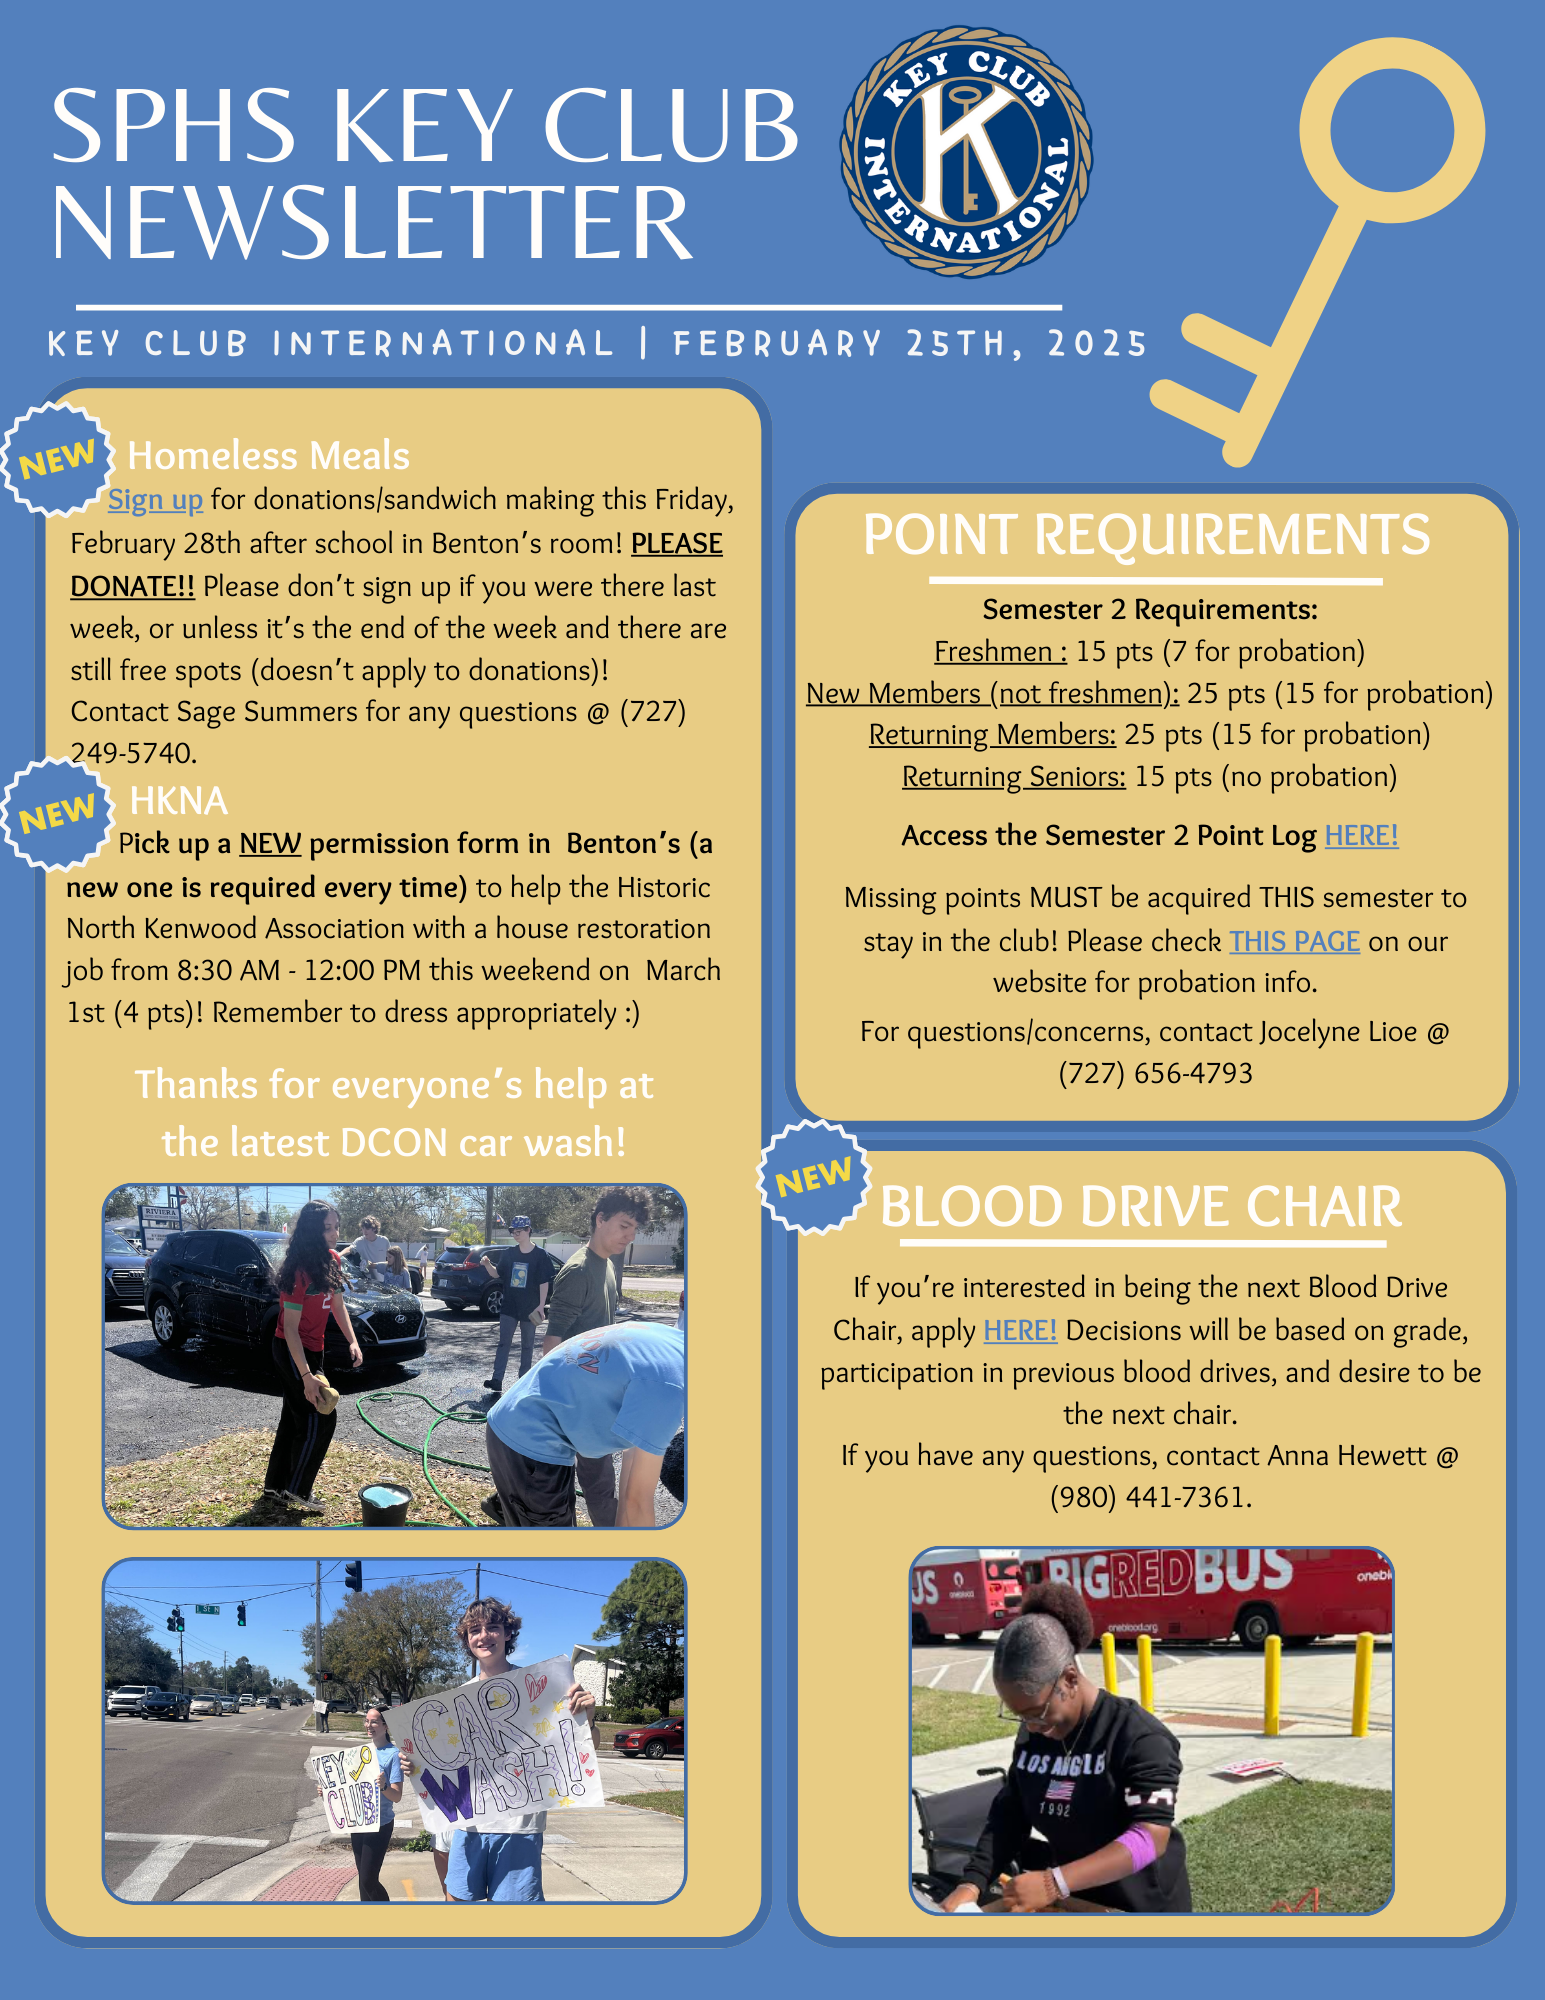 SPHS KEY CLUB
NEWSLETTER
KEY CLUB
INTERNATIONAL
K
KEY CLUB INTERNATIONAL | FEBRUARY 25TH, 2025
NEW
Homeless Meals
Sign up for donations/sandwich making this Friday,
February 28th after school in Benton's room! PLEASE
DONATE!! Please don't sign up if you were there last
week, or unless it's the end of the week and there are
still free spots (doesn't apply to donations)!
Contact Sage Summers for any questions @ (727)
249-5740.
NEW
HKNA
Pick up a NEW permission form in Benton's (a
new one is required every time) to help the Historic
North Kenwood Association with a house restoration
job from 8:30 AM - 12:00 PM this weekend on March
1st (4 pts)! Remember to dress appropriately :)
Thanks for everyone's help at
the latest DCON car wash!
RIVIERA
2
KEY
CLUB!
CAR
WASH!
POINT REQUIREMENTS
Semester 2 Requirements:
Freshmen : 15 pts (7 for probation)
New Members (not freshmen): 25 pts (15 for probation)
Returning Members: 25 pts (15 for probation)
Returning Seniors: 15 pts (no probation)
Access the Semester 2 Point Log HERE!
Missing points MUST be acquired THIS semester to
stay in the club! Please check THIS PAGE on our
website for probation info.
For questions/concerns, contact Jocelyne Lioe @
(727) 656-4793
NEW
BLOOD DRIVE CHAIR
If you're interested in being the next Blood Drive
Chair, apply HERE! Decisions will be based on grade,
participation in previous blood drives, and desire to be
the next chair.
If you have any questions, contact Anna Hewett @
(980) 441-7361.
US
oneblood
BIGREDBUS
onebl
oneblood.org
LOS ANGLE
1992
LA